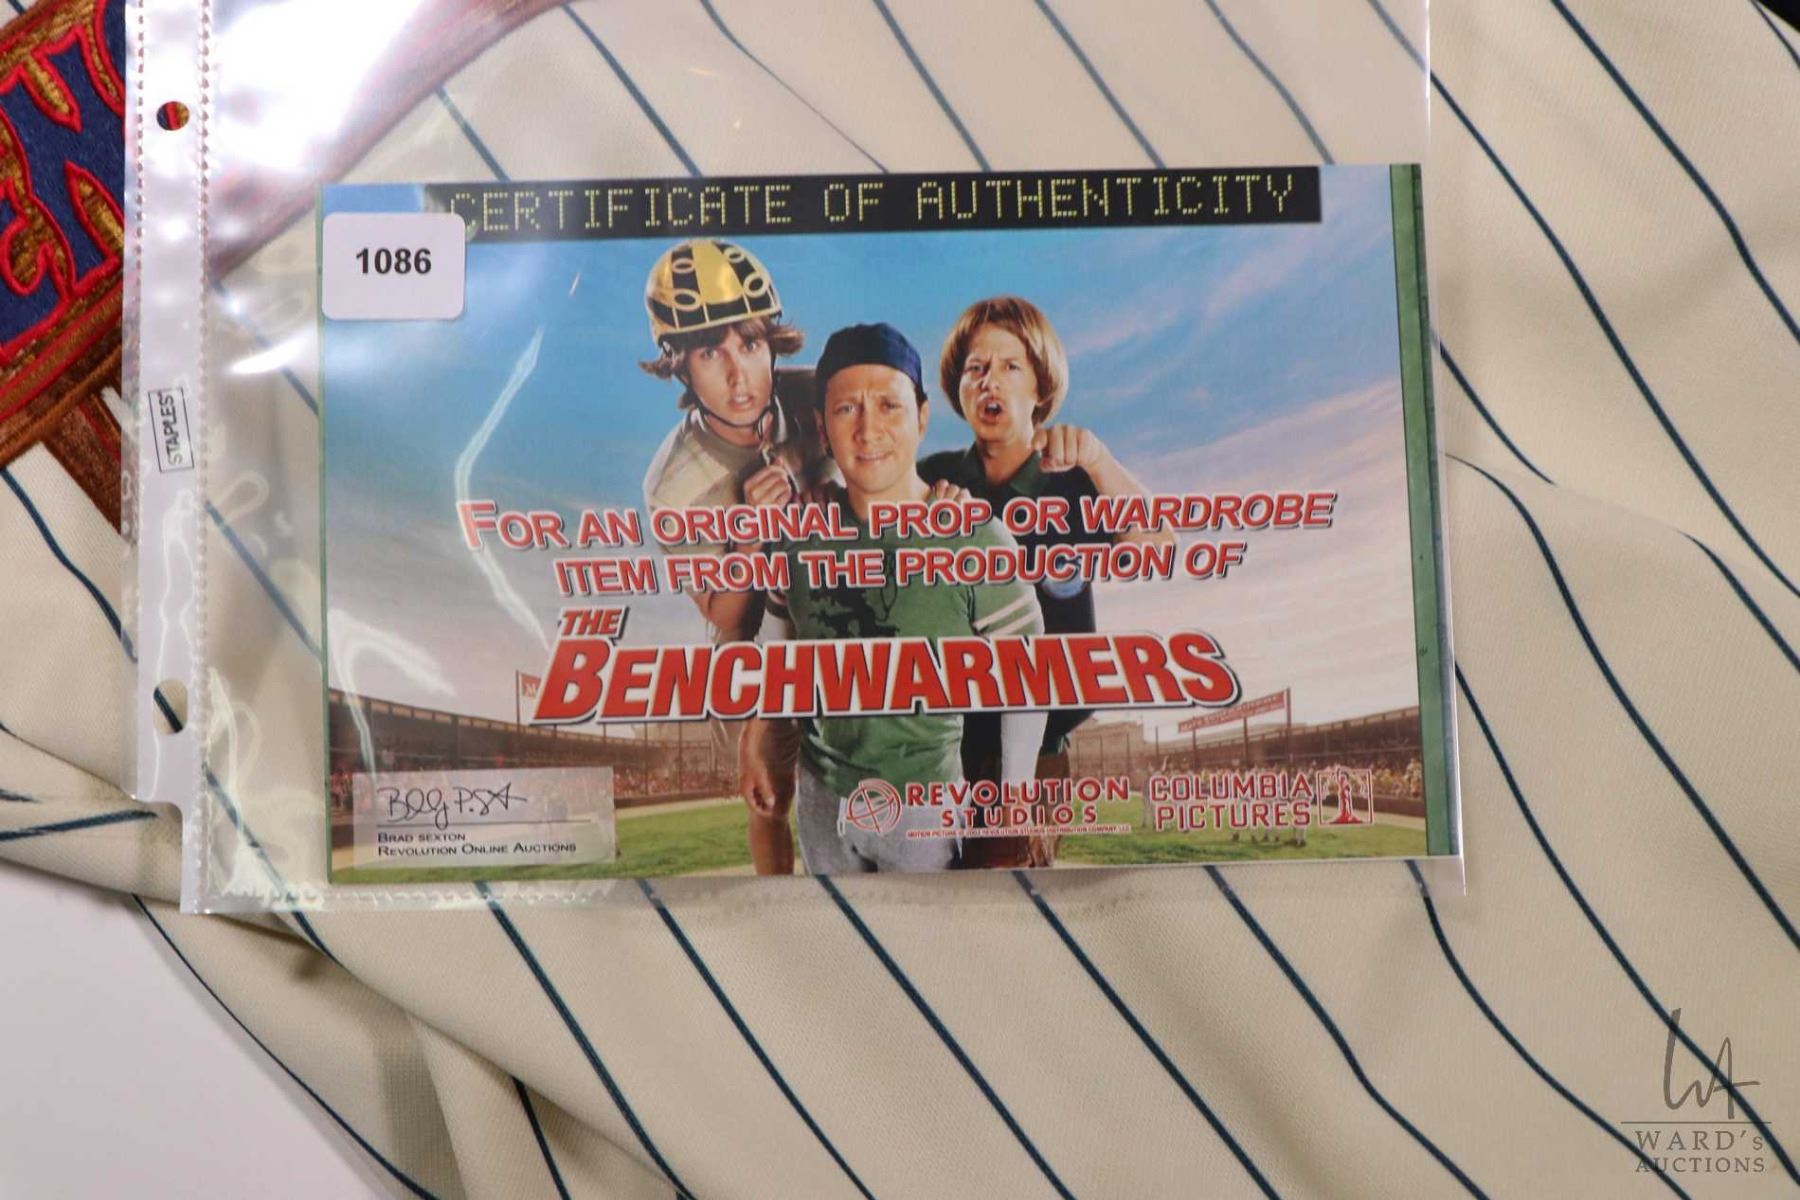 CERTIFICATE OF AUTHENTICITY
1086
STAPLES
FOR AN ORIGINAL PROP OR WARDROBE
ITEM FROM THE PRODUCTION OF
THE
BENCHWARMERS
BRAD SEXTON
REVOLUTION ONLINE AUCTIONS
REVOLUTION
STUDIOS
COLUMBIA
PICTURES
WA
WARD's
AUCTIONS